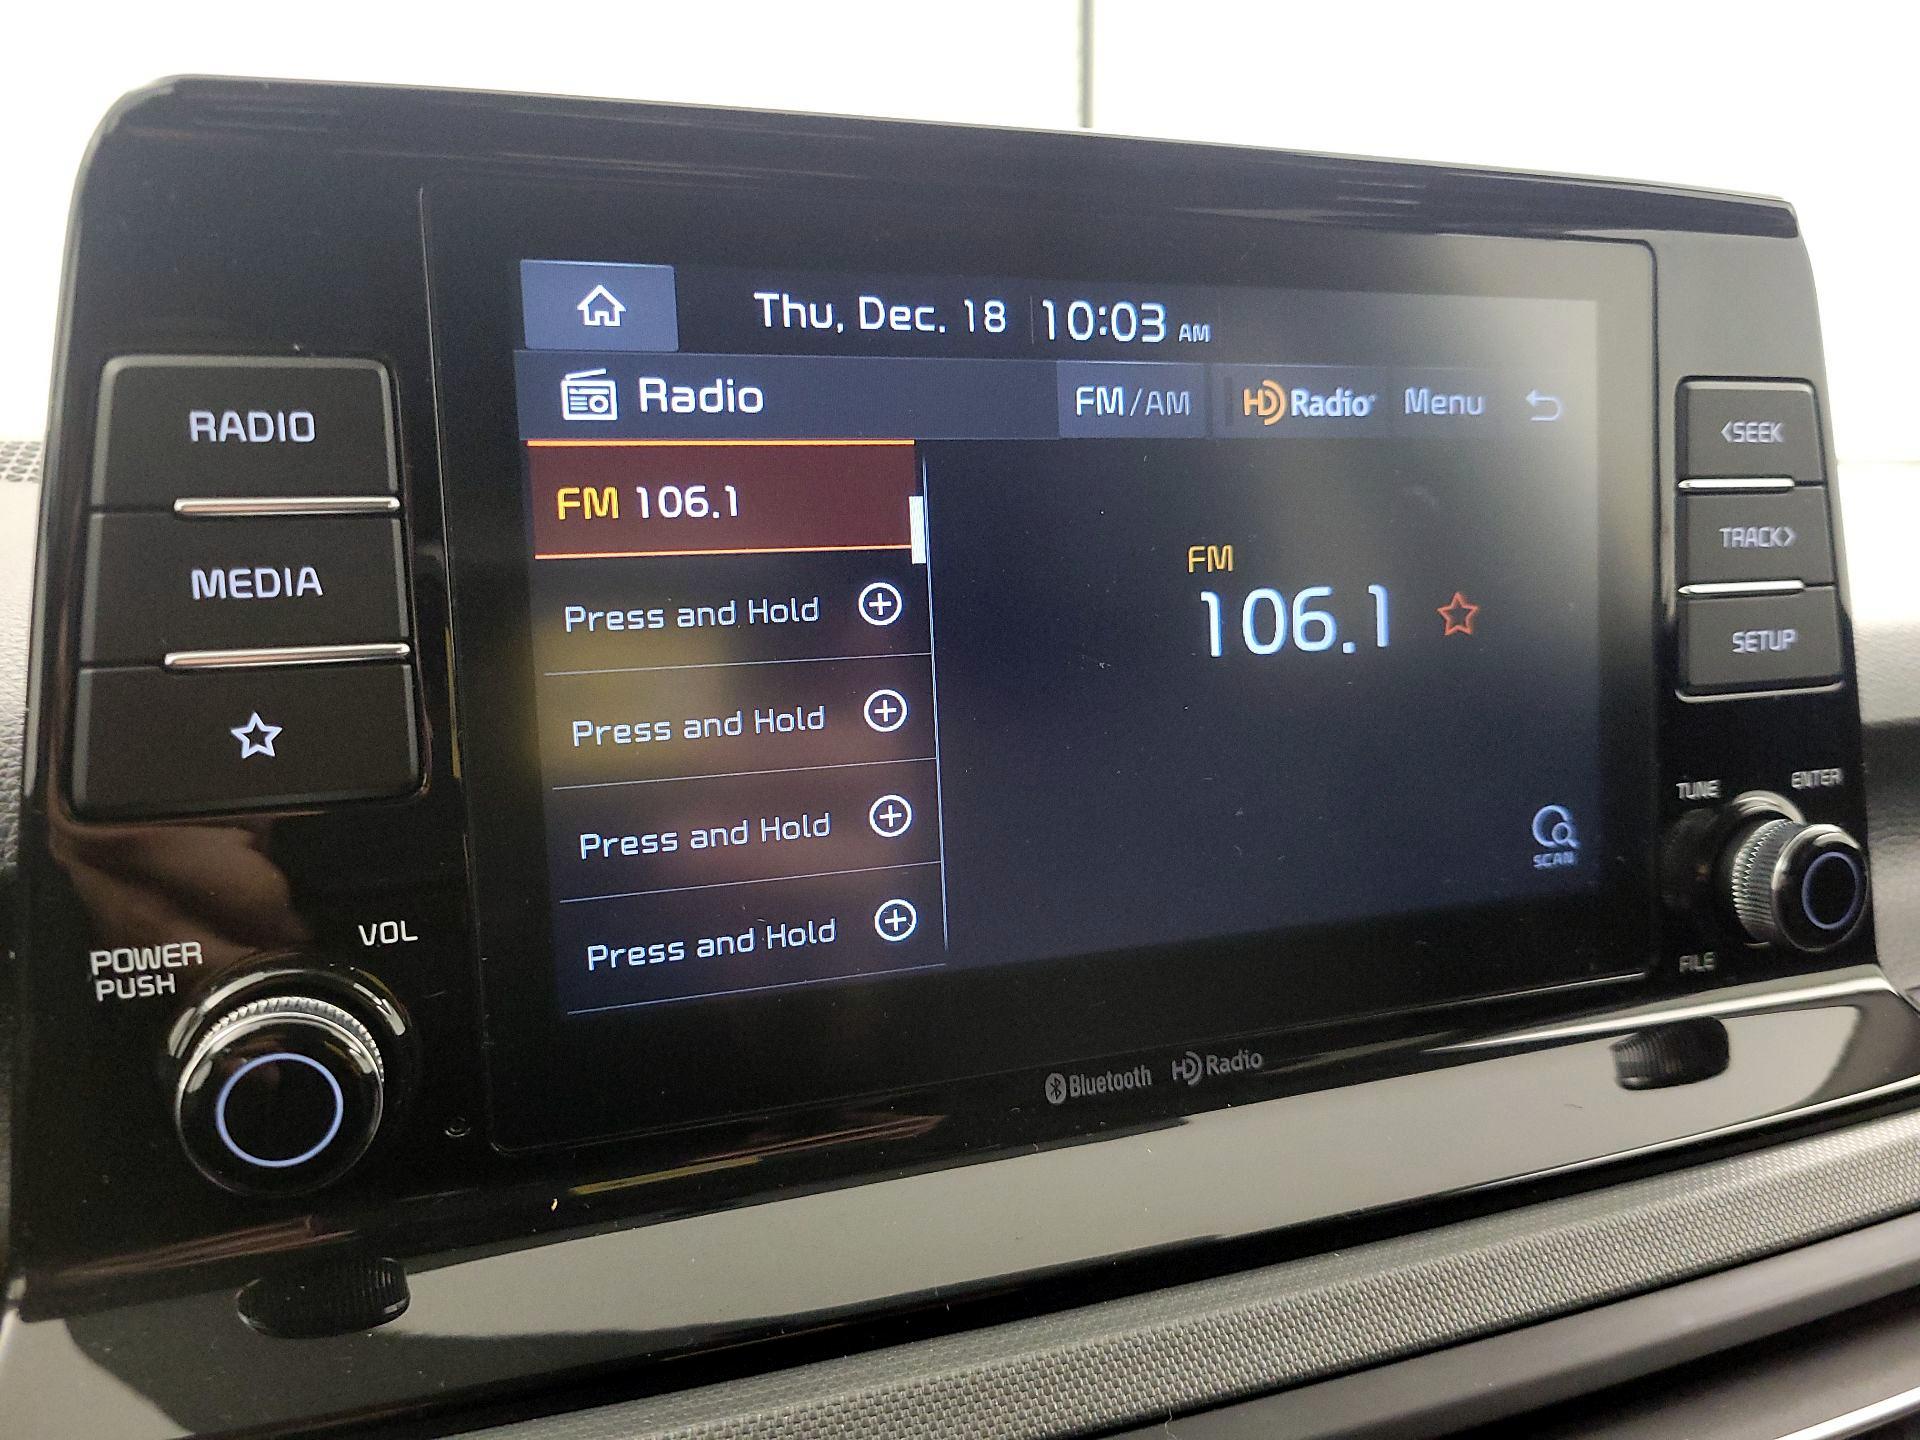 Thu, Dec. 18 10:03 AM
Radio FM/AM HD Radio Menu
FM 106.1
Press and Hold
Press and Hold
Press and Hold
Press and Hold
FM
106.1
SCAN
RADIO
MEDIA
POWER
PUSH
VOL
<SEEK
TRACK>
SETUP
TUNE
ENTER
FILE
Bluetooth HD Radio